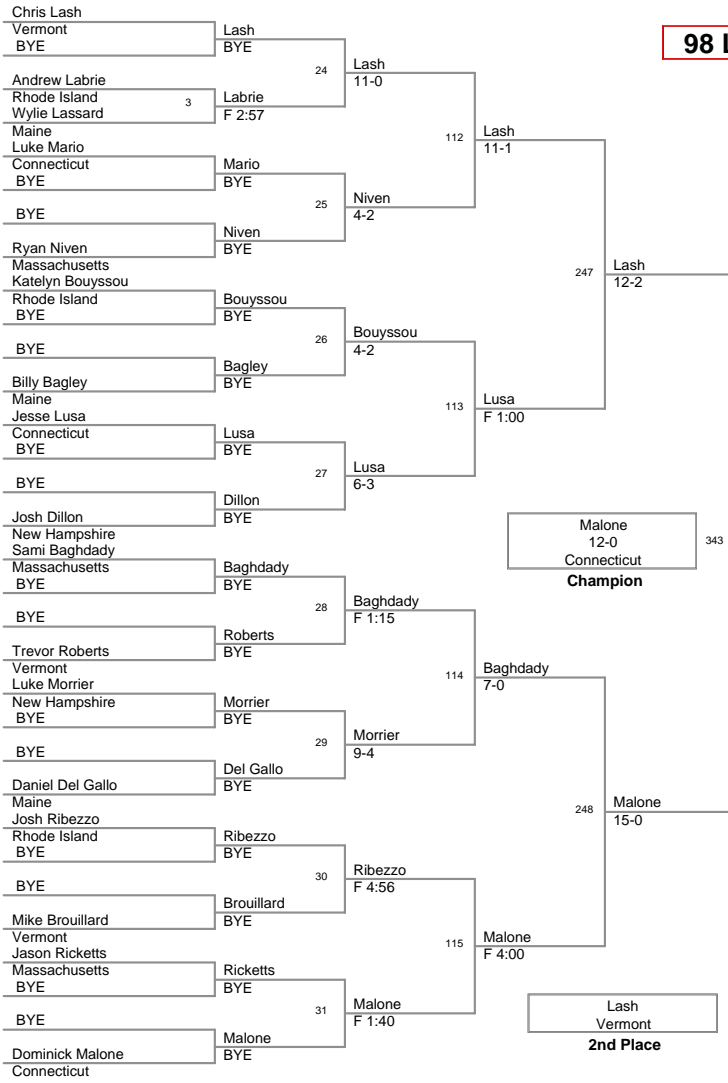 Chris Lash
Vermont
BYE
Lash
BYE
98 L
Lash
11-0
24
Andrew Labrie
Rhode Island
3
Wylie Lassard
Maine
Labrie
F 2:57
Lash
11-1
112
Luke Mario
Connecticut
BYE
Mario
BYE
25
Niven
4-2
BYE
Ryan Niven
Massachusetts
Niven
BYE
247
Lash
12-2
Katelyn Bouyssou
Rhode Island
BYE
Bouyssou
BYE
26
Bouyssou
4-2
BYE
Billy Bagley
Maine
Bagley
BYE
113
Lusa
F 1:00
Jesse Lusa
Connecticut
BYE
Lusa
BYE
27
Lusa
6-3
BYE
Josh Dillon
New Hampshire
Dillon
BYE
Malone
12-0
Connecticut
343
Champion
Sami Baghdady
Massachusetts
BYE
Baghdady
BYE
28
Baghdady
F 1:15
BYE
Trevor Roberts
Vermont
Roberts
BYE
114
Baghdady
7-0
Luke Morrier
New Hampshire
BYE
Morrier
BYE
29
Morrier
9-4
BYE
Daniel Del Gallo
Maine
Del Gallo
BYE
248
Malone
15-0
Josh Ribezzo
Rhode Island
BYE
Ribezzo
BYE
30
Ribezzo
F 4:56
BYE
Mike Brouillard
Vermont
Brouillard
BYE
115
Malone
F 4:00
Jason Ricketts
Massachusetts
BYE
Ricketts
BYE
31
Malone
F 1:40
BYE
Dominick Malone
Connecticut
Malone
BYE
Lash
Vermont
2nd Place